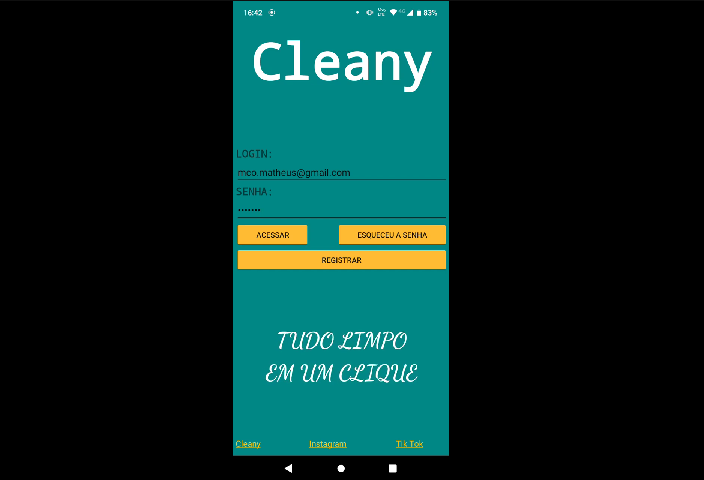 16:42 83%
Cleany
LOGIN:
mco.matheus@gmail.com
SENHA:
•••••••
ACESSAR ESQUECEU A SENHA
REGISTRAR
TUDO LIMPO
EM UM CLIQUE
Cleany Instagram Tik Tok